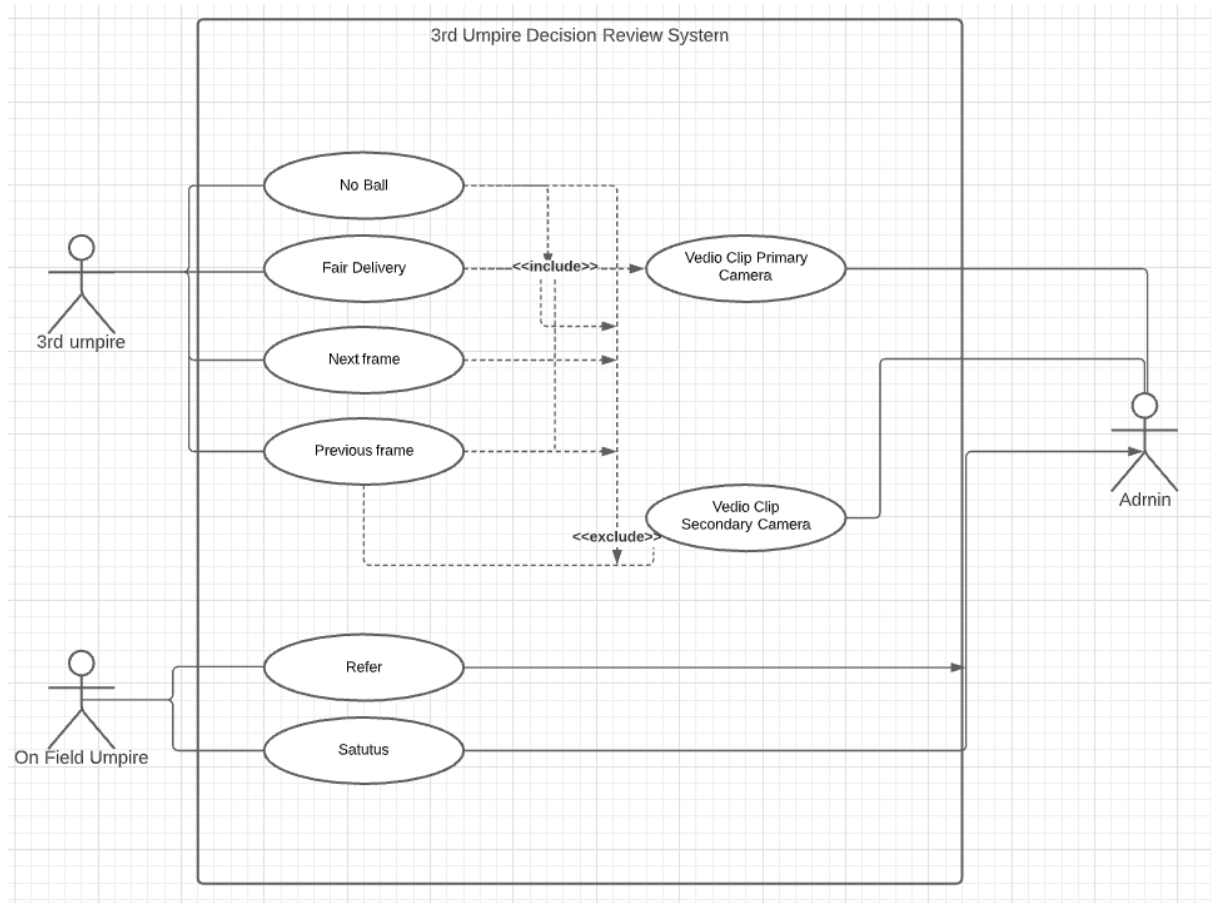 3rd Umpire Decision Review System
No Ball
Fair Delivery
<<include>>
Vedio Clip Primary
Camera
3rd umpire
Next frame
Previous frame
Admin
Vedio Clip
Secondary Camera
<<exclude>>
Refer
On Field Umpire
Satutus